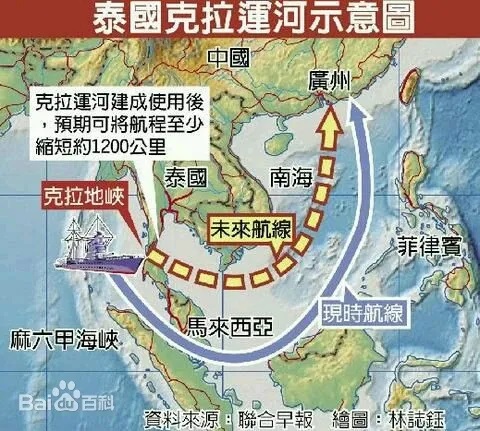 泰國克拉運河示意圖
中國
廣州
克拉運河建成使用後
，預期可將航程至少
縮短約1200公里
泰國
南海
克拉地峽
未來航線
菲律賓
現時航線
馬來西亞
麻六甲海峽
Bai百科
資料來源：聯合早報 繪圖：林誌鈺